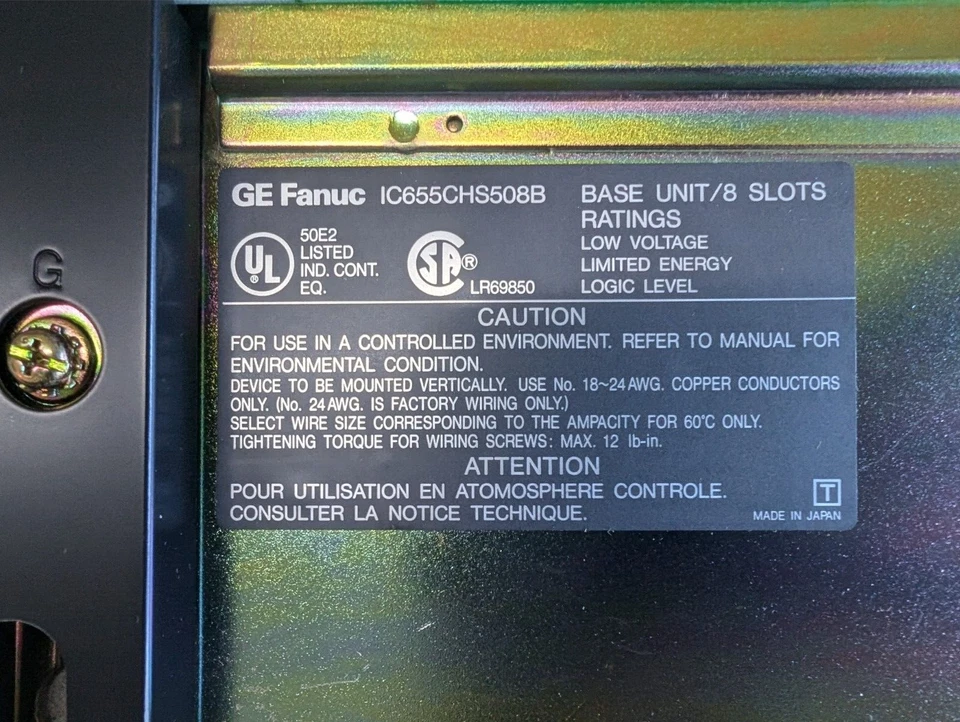 G
GE Fanuc IC655CHS508B
BASE UNIT/8 SLOTS
RATINGS
LOW VOLTAGE
LIMITED ENERGY
LOGIC LEVEL
UL ®
50E2
LISTED
IND. CONT.
EQ.
SA ®
LR69850
CAUTION
FOR USE IN A CONTROLLED ENVIRONMENT. REFER TO MANUAL FOR
ENVIRONMENTAL CONDITION.
DEVICE TO BE MOUNTED VERTICALLY. USE No. 18~24AWG. COPPER CONDUCTORS
ONLY. (No. 24AWG. IS FACTORY WIRING ONLY.)
SELECT WIRE SIZE CORRESPONDING TO THE AMPACITY FOR 60°C ONLY.
TIGHTENING TORQUE FOR WIRING SCREWS: MAX. 12 lb-in.
ATTENTION
POUR UTILISATION EN ATOMOSPHERE CONTROLE.
CONSULTER LA NOTICE TECHNIQUE.
T
MADE IN JAPAN